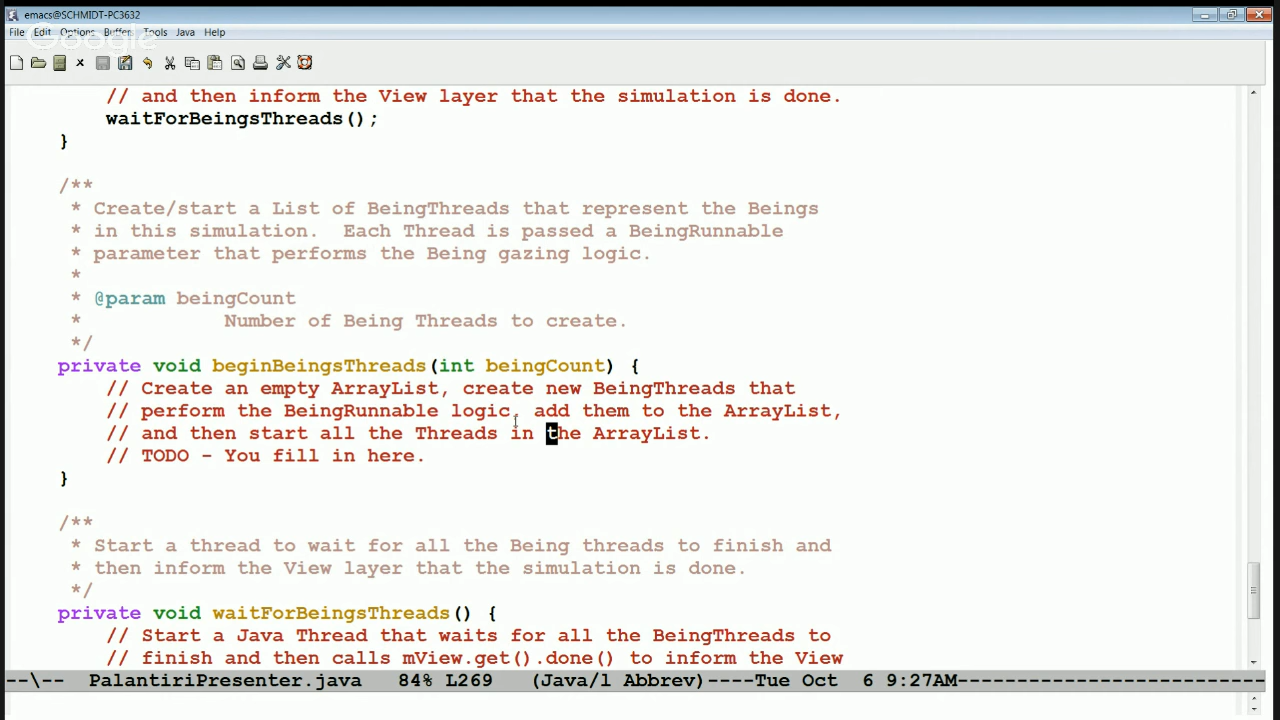 emacs@SCHMIDT-PC3632
File Edit Options Buffers Tools Java Help
Google
// and then inform the View layer that the simulation is done.
waitForBeingsThreads();
}
/**
* Create/start a List of BeingThreads that represent the Beings
* in this simulation. Each Thread is passed a BeingRunnable
* parameter that performs the Being gazing logic.
*
* @param beingCount
* Number of Being Threads to create.
*/
private void beginBeingsThreads(int beingCount) {
// Create an empty ArrayList, create new BeingThreads that
// perform the BeingRunnable logic, add them to the ArrayList,
// and then start all the Threads in the ArrayList.
// TODO - You fill in here.
}
/**
* Start a thread to wait for all the Being threads to finish and
* then inform the View layer that the simulation is done.
*/
private void waitForBeingsThreads() {
// Start a Java Thread that waits for all the BeingThreads to
// finish and then calls mView.get().done() to inform the View
--\-- PalantiriPresenter.java 84% L269 (Java/l Abbrev)----Tue Oct 6 9:27AM--------------------------